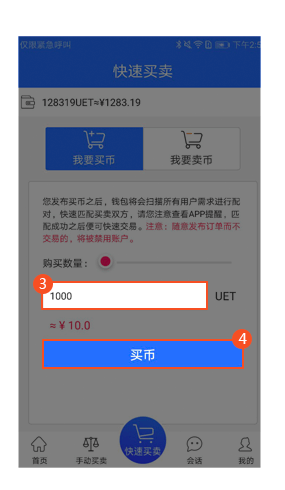 仅限紧急呼叫 下午2:5
快速买卖
128319UET≈¥1283.19
我要买币 我要卖币
您发布买币之后，钱包将会扫描所有用户需求进行配
对，快速匹配买卖双方，请您注意查看APP提醒，匹
配成功之后便可快速交易。注意：随意发布订单而不
交易的，将被禁用账户。
购买数量：
3
1000 UET
≈¥10.0
4
买币
首页 手动买卖 快速买卖 会话 我的